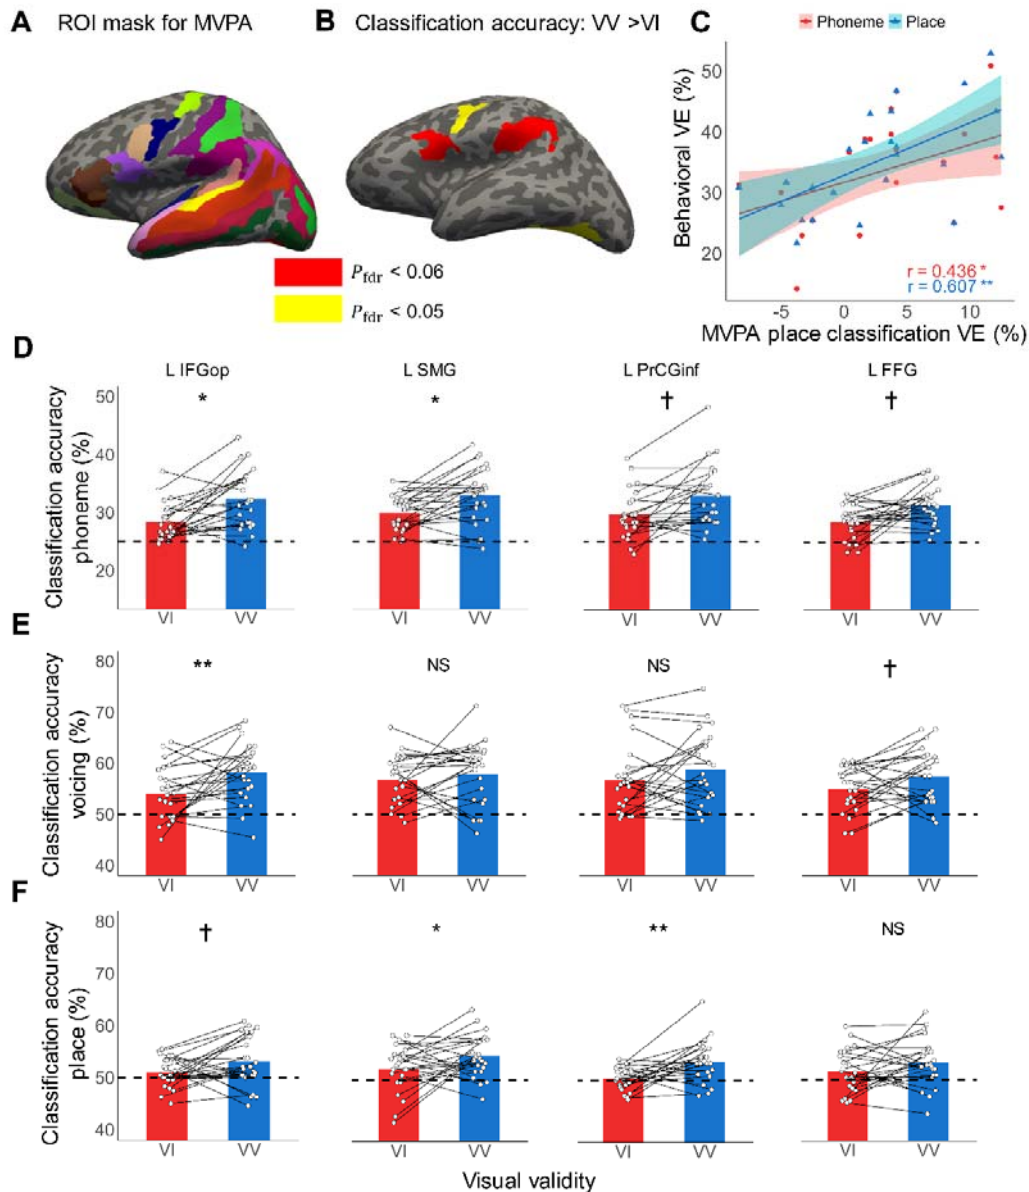 A ROI mask for MVPA
B Classification accuracy: VV >VI
C
Phoneme Place
Behavioral VE (%)
50
40
30
20
r = 0.436 *
r = 0.607 **
-5 0 5 10
MVPA place classification VE (%)
Pfdr < 0.06
Pfdr < 0.05
D
L IFGop L SMG L PrCGinf L FFG
* * † †
Classification accuracy
phoneme (%)
50
40
30
20
VI VV VI VV VI VV VI VV
E
** NS NS †
Classification accuracy
voicing (%)
80
70
60
50
40
VI VV VI VV VI VV VI VV
F
† * ** NS
Classification accuracy
place (%)
80
70
60
50
40
VI VV VI VV VI VV VI VV
Visual validity